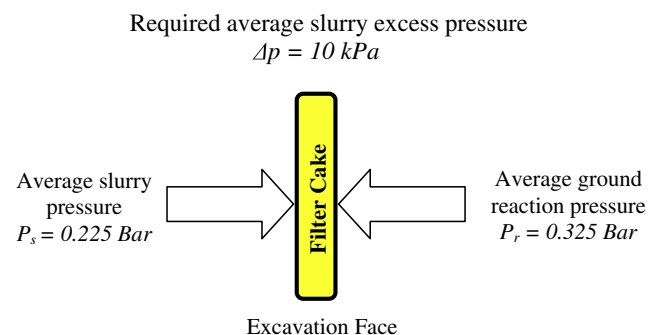 Required average slurry excess pressure
Δp = 10 kPa
Average slurry
pressure
Pₛ = 0.225 Bar
Filter Cake
Average ground
reaction pressure
Pᵣ = 0.325 Bar
Excavation Face